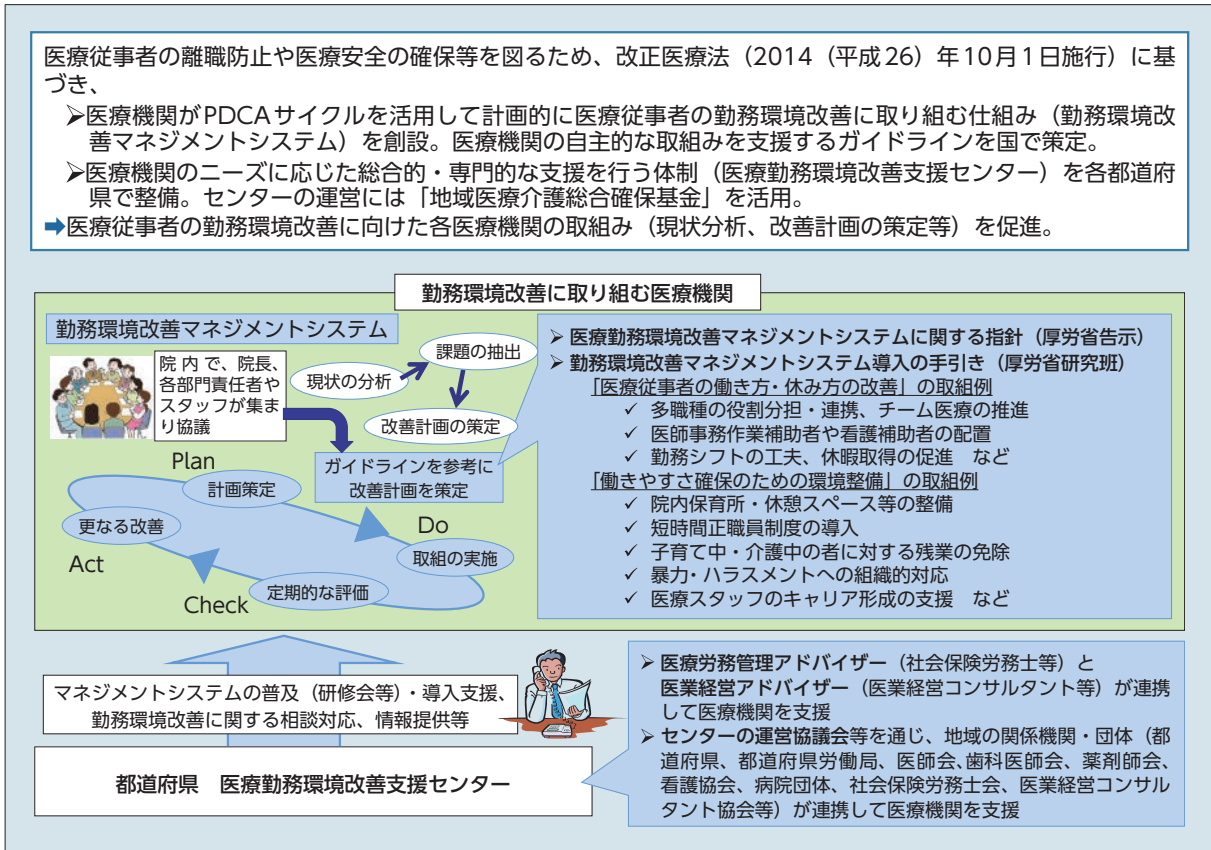 医療従事者の離職防止や医療安全の確保等を図るため、改正医療法（2014（平成26）年10月1日施行）に基
づき、
➢医療機関がPDCAサイクルを活用して計画的に医療従事者の勤務環境改善に取り組む仕組み（勤務環境改
善マネジメントシステム）を創設。医療機関の自主的な取組みを支援するガイドラインを国で策定。
➢医療機関のニーズに応じた総合的・専門的な支援を行う体制（医療勤務環境改善支援センター）を各都道府
県で整備。センターの運営には「地域医療介護総合確保基金」を活用。
➡医療従事者の勤務環境改善に向けた各医療機関の取組み（現状分析、改善計画の策定等）を促進。
勤務環境改善に取り組む医療機関
勤務環境改善マネジメントシステム
院内で、院長、
各部門責任者や
スタッフが集ま
り協議
現状の分析
課題の抽出
改善計画の策定
ガイドラインを参考に
改善計画を策定
Plan
計画策定
更なる改善
Act
Do
取組の実施
定期的な評価
Check
➢ 医療勤務環境改善マネジメントシステムに関する指針（厚労省告示）
➢ 勤務環境改善マネジメントシステム導入の手引き（厚労省研究班）
「医療従事者の働き方・休み方の改善」の取組例
✓ 多職種の役割分担・連携、チーム医療の推進
✓ 医師事務作業補助者や看護補助者の配置
✓ 勤務シフトの工夫、休暇取得の促進 など
「働きやすさ確保のための環境整備」の取組例
✓ 院内保育所・休憩スペース等の整備
✓ 短時間正職員制度の導入
✓ 子育て中・介護中の者に対する残業の免除
✓ 暴力・ハラスメントへの組織的対応
✓ 医療スタッフのキャリア形成の支援 など
マネジメントシステムの普及（研修会等）・導入支援、
勤務環境改善に関する相談対応、情報提供等
都道府県 医療勤務環境改善支援センター
➢ 医療労務管理アドバイザー（社会保険労務士等）と
医業経営アドバイザー（医業経営コンサルタント等）が連携
して医療機関を支援
➢ センターの運営協議会等を通じ、地域の関係機関・団体（都
道府県、都道府県労働局、医師会、歯科医師会、薬剤師会、
看護協会、病院団体、社会保険労務士会、医業経営コンサル
タント協会等）が連携して医療機関を支援